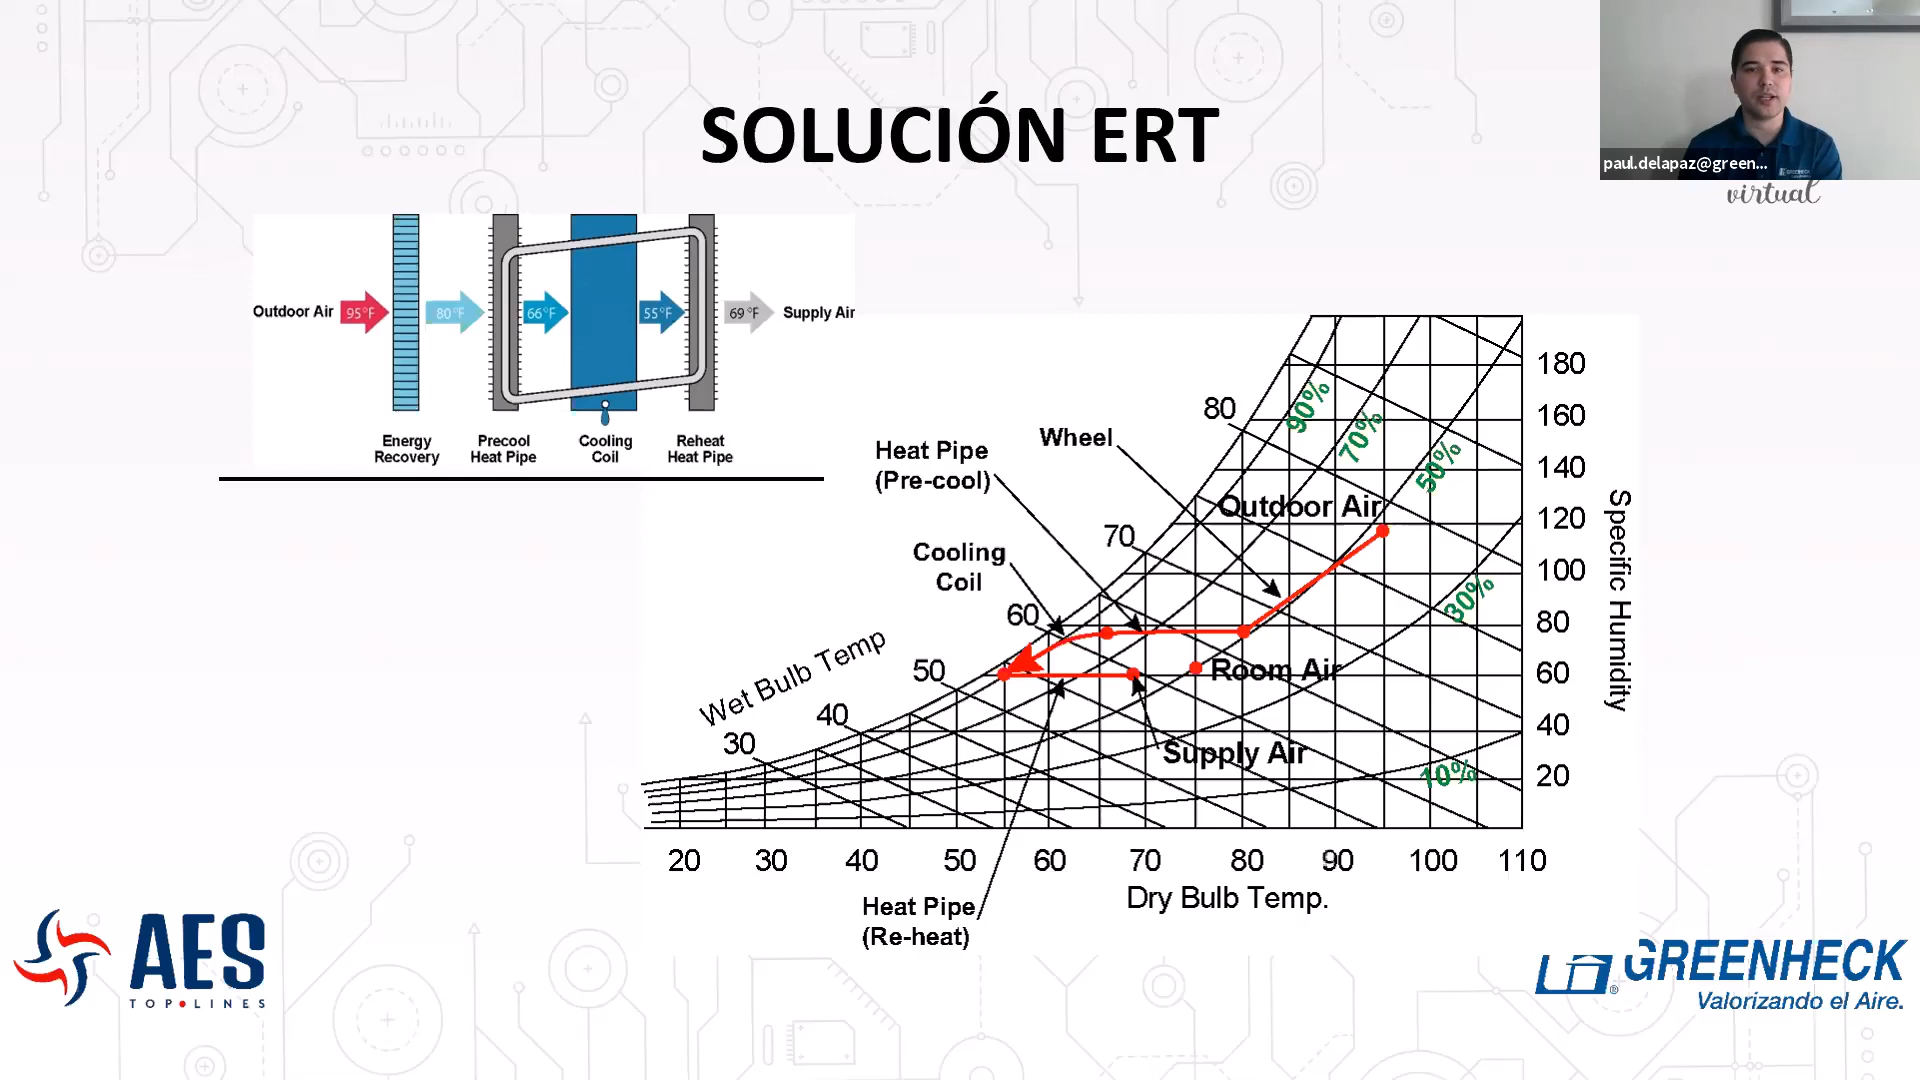 SOLUCIÓN ERT
paul.delapaz@green...
virtual
Outdoor Air
95°F
80°F
66°F
55°F
69°F
Supply Air
Energy
Recovery
Precool
Heat Pipe
Cooling
Coil
Reheat
Heat Pipe
Heat Pipe
(Pre-cool)
Wheel
Cooling
Coil
Outdoor Air
Room Air
Supply Air
Heat Pipe
(Re-heat)
Wet Bulb Temp
30
40
50
60
70
80
90%
70%
50%
30%
10%
180
160
140
120
100
80
60
40
20
Specific Humidity
20 30 40 50 60 70 80 90 100 110
Dry Bulb Temp.
AES
TOP•LINES
GREENHECK
Valorizando el Aire.